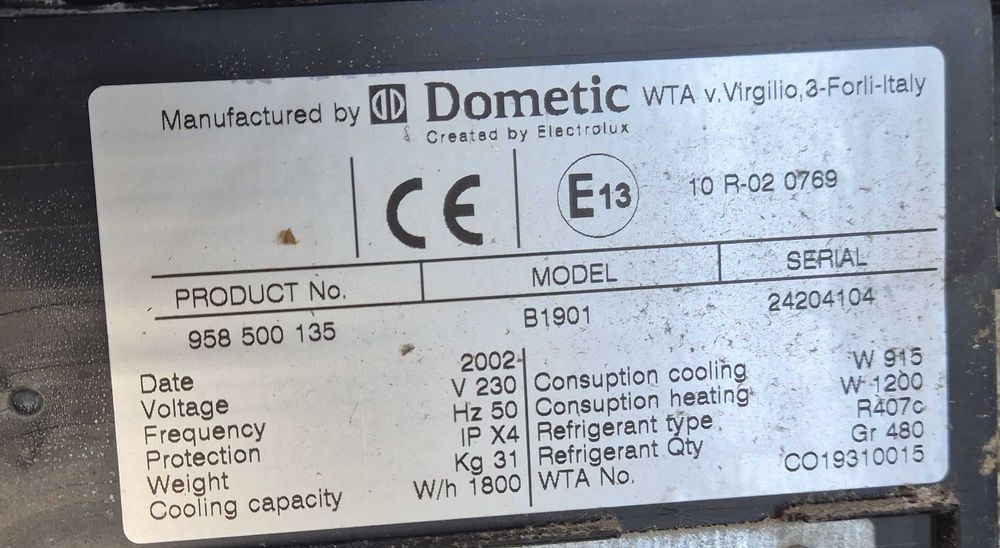 Manufactured by Dometic WTA v.Virgilio,3-Forli-Italy
Created by Electrolux
CE E13 10 R-02 0769
PRODUCT No. MODEL SERIAL
958 500 135 B1901 24204104
Date 2002 Consuption cooling W 915
Voltage V 230 Consuption heating W 1200
Frequency Hz 50 Refrigerant type R407c
Protection IP X4 Refrigerant Qty Gr 480
Weight Kg 31 WTA No. CO19310015
Cooling capacity W/h 1800